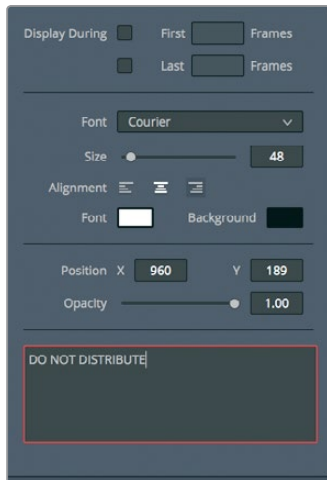 Display During First Frames
Last Frames
Font Courier
Size 48
Alignment
Font Background
Position X 960 Y 189
Opacity 1.00
DO NOT DISTRIBUTE